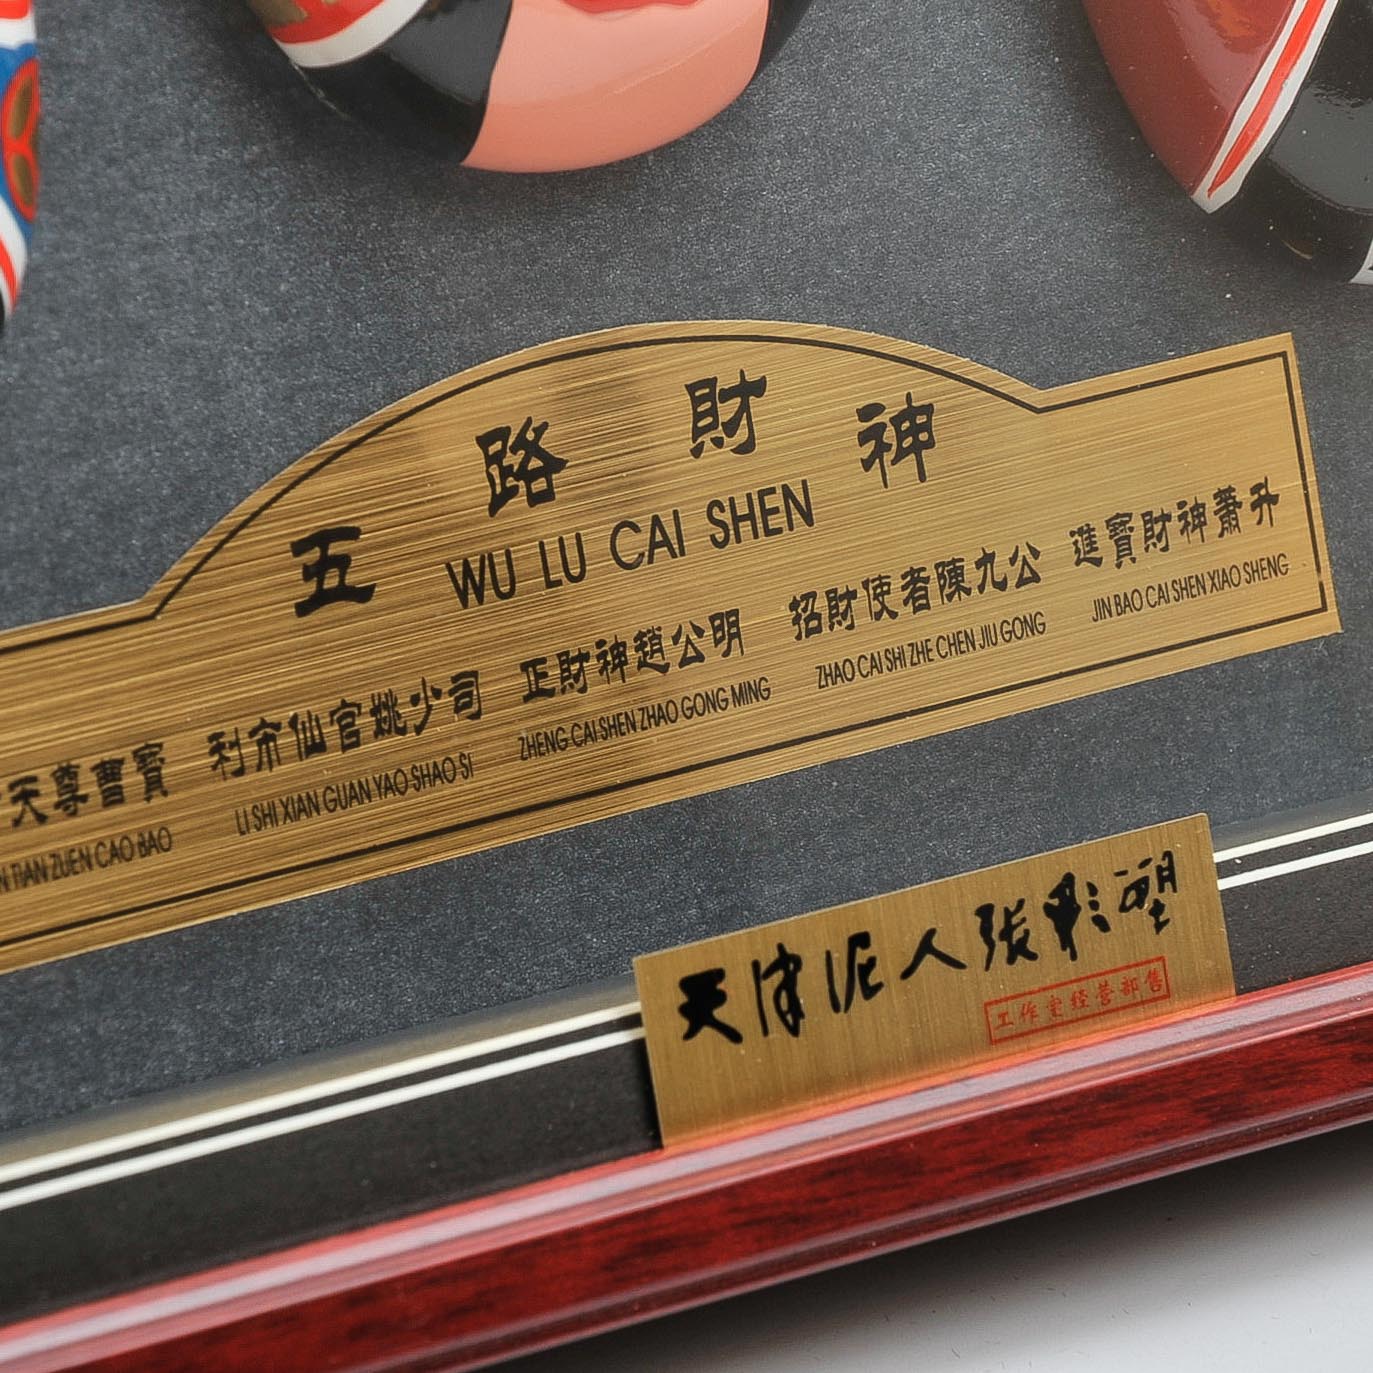 五路財神
WU LU CAI SHEN
天尊曹寶 利市仙官姚少司 正財神趙公明 招財使者陳九公 進寶財神蕭升
TIAN ZUEN CAO BAO LI SHI XIAN GUAN YAO SHAO SI ZHENG CAI SHEN ZHAO GONG MING ZHAO CAI SHI ZHE CHEN JIU GONG JIN BAO CAI SHEN XIAO SHENG
天津泥人张彩塑
工作室经营部售